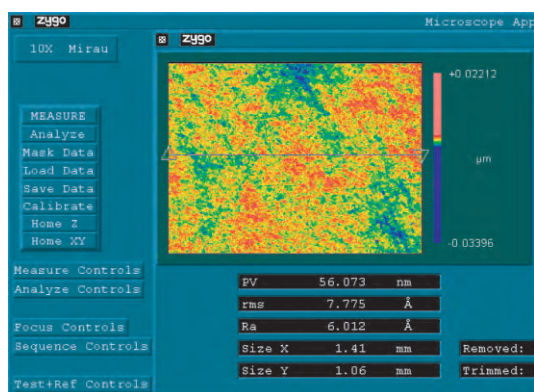 zygo
Microscope App
10X Mirau
zygo
+0.02212
μm
-0.03396
MEASURE
Analyze
Mask Data
Load Data
Save Data
Calibrate
Home Z
Home XY
Measure Controls
Analyze Controls
Focus Controls
Sequence Controls
Test+Ref Controls
PV 56.073 nm
rms 7.775 Å
Ra 6.012 Å
Size X 1.41 mm
Size Y 1.06 mm
Removed:
Trimmed: